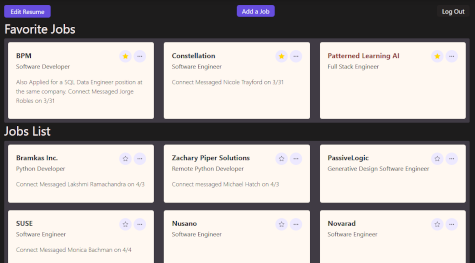 Edit Resume
Add a Job
Log Out
Favorite Jobs
BPM
Software Developer
Also Applied for a SQL Data Engineer position at
the same company. Connect Messaged Jorge
Robles on 3/31
Constellation
Software Engineer
Connect Messaged Nicole Trayford on 3/31
Patterned Learning AI
Full Stack Engineer
Jobs List
Bramkas Inc.
Python Developer
Connect Messaged Lakshmi Ramachandra on 4/3
Zachary Piper Solutions
Remote Python Developer
Connect messaged Michael Hatch on 4/3
PassiveLogic
Generative Design Software Engineer
SUSE
Software Engineer
Connect Messaged Monica Bachman on 4/4
Nusano
Software Engineer
Novarad
Software Engineer